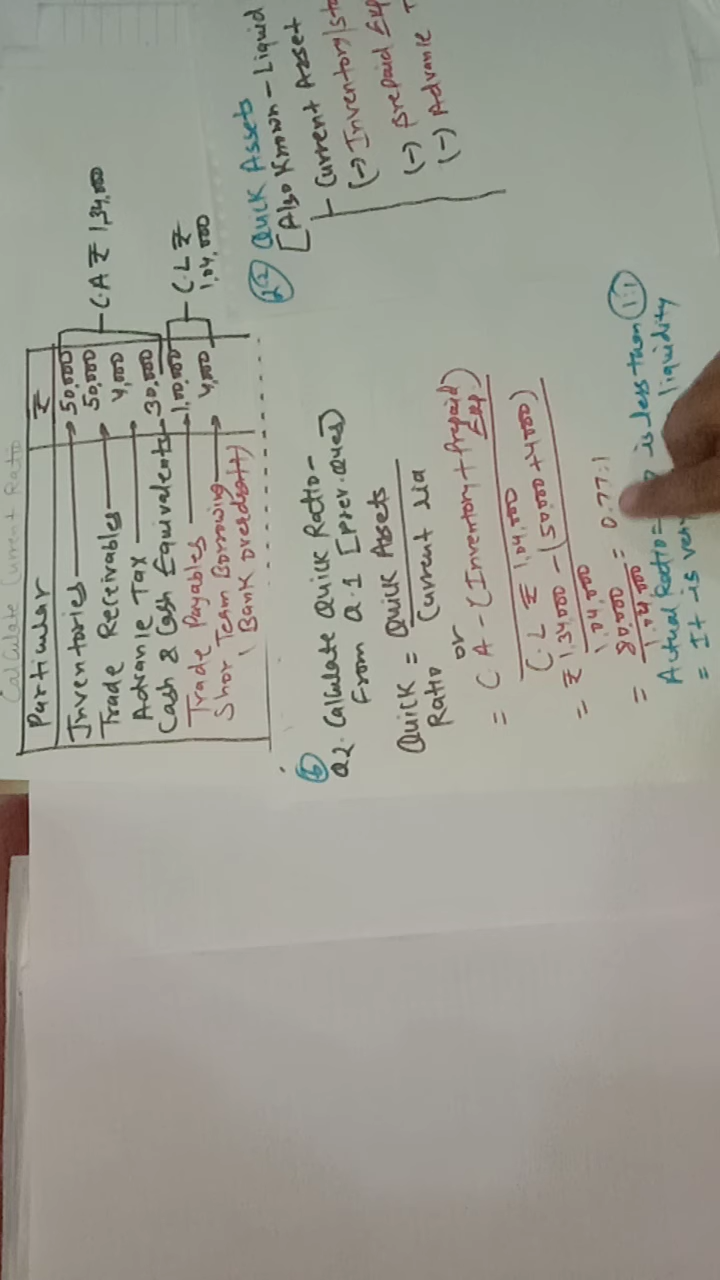 Calculate Current Ratio
Particular ₹
Inventories 50,000
Trade Receivables 50,000
Advance Tax 4,000
Cash & Cash Equivalents 30,000
Trade Payables 1,00,000
Shor Team Borrowing 4,000
(Bank overdraft)
C.A ₹ 1,34,000
C.L ₹
1,04,000
(b)
Q2. Calculate Quick Ratio-
From Q.1 [Prev. Ques]
Quick Ratio = Quick Assets
Current Lia
or
= C.A - (Inventory + Prepaid Exp.)
C.L ₹ 1,04,000
= ₹ 1,34,000 - (50,000 + 4,000)
1,04,000
= 80,000
1,04,000
= 0.77:1
Actual Ratio= is less than 1:1
= It is liquidity
Quick Assets
[Also Known - Liquid
Current Asset
(-) Inventory/
(-) Prepaid Exp
(-) Advance